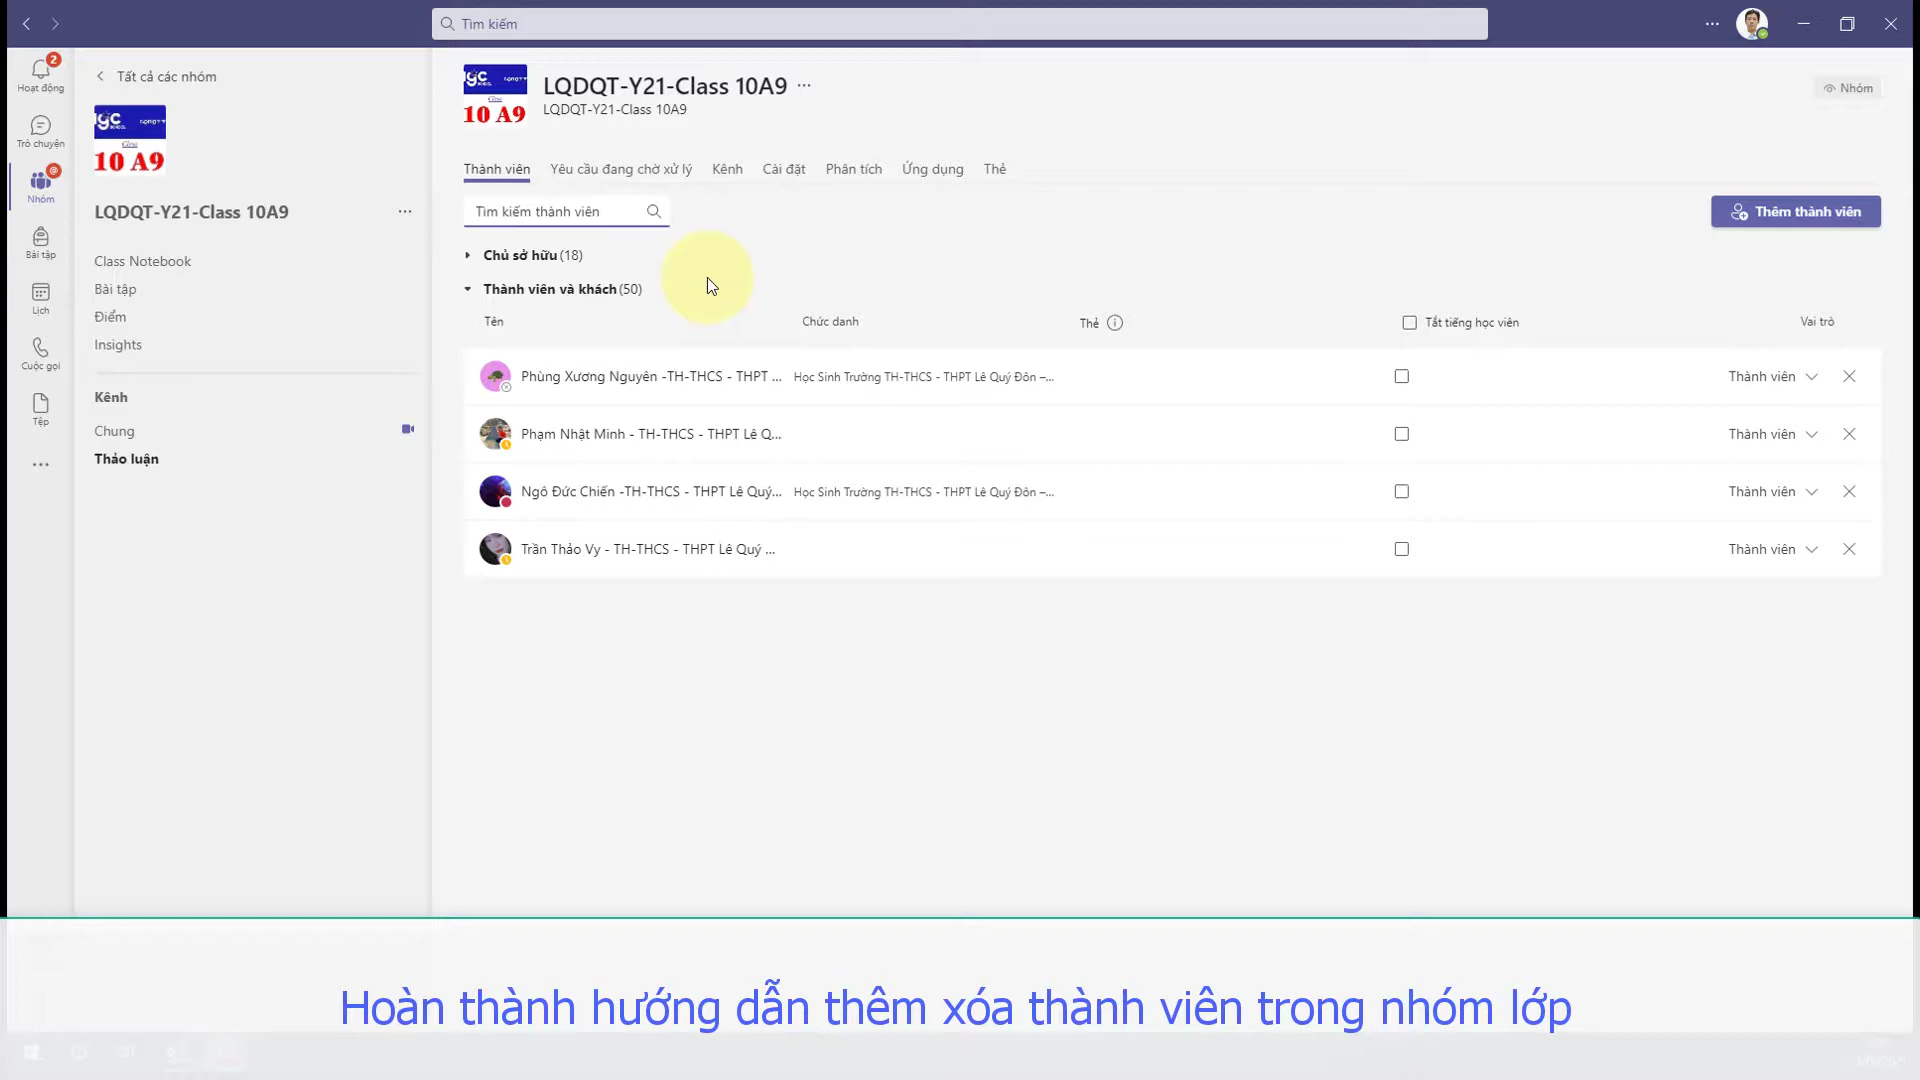 Tìm kiếm
2
Hoạt động
Trò chuyện
@
Nhóm
Bài tập
Lịch
Cuộc gọi
Tệp
Tất cả các nhóm
10 A9
LQDQT-Y21-Class 10A9
Class Notebook
Bài tập
Điểm
Insights
Kênh
Chung
Thảo luận
10 A9
LQDQT-Y21-Class 10A9
LQDQT-Y21-Class 10A9
Nhóm
Thành viên Yêu cầu đang chờ xử lý Kênh Cài đặt Phân tích Ứng dụng Thẻ
Tìm kiếm thành viên
Thêm thành viên
Chủ sở hữu (18)
Thành viên và khách (50)
Tên Chức danh Thẻ Tắt tiếng học viên Vai trò
Phùng Xương Nguyên -TH-THCS - THPT ... Học Sinh Trường TH-THCS - THPT Lê Quý Đôn –... Thành viên
Phạm Nhật Minh - TH-THCS - THPT Lê Q... Thành viên
Ngô Đức Chiến -TH-THCS - THPT Lê Quý... Học Sinh Trường TH-THCS - THPT Lê Quý Đôn –... Thành viên
Trần Thảo Vy - TH-THCS - THPT Lê Quý ... Thành viên
Hoàn thành hướng dẫn thêm xóa thành viên trong nhóm lớp